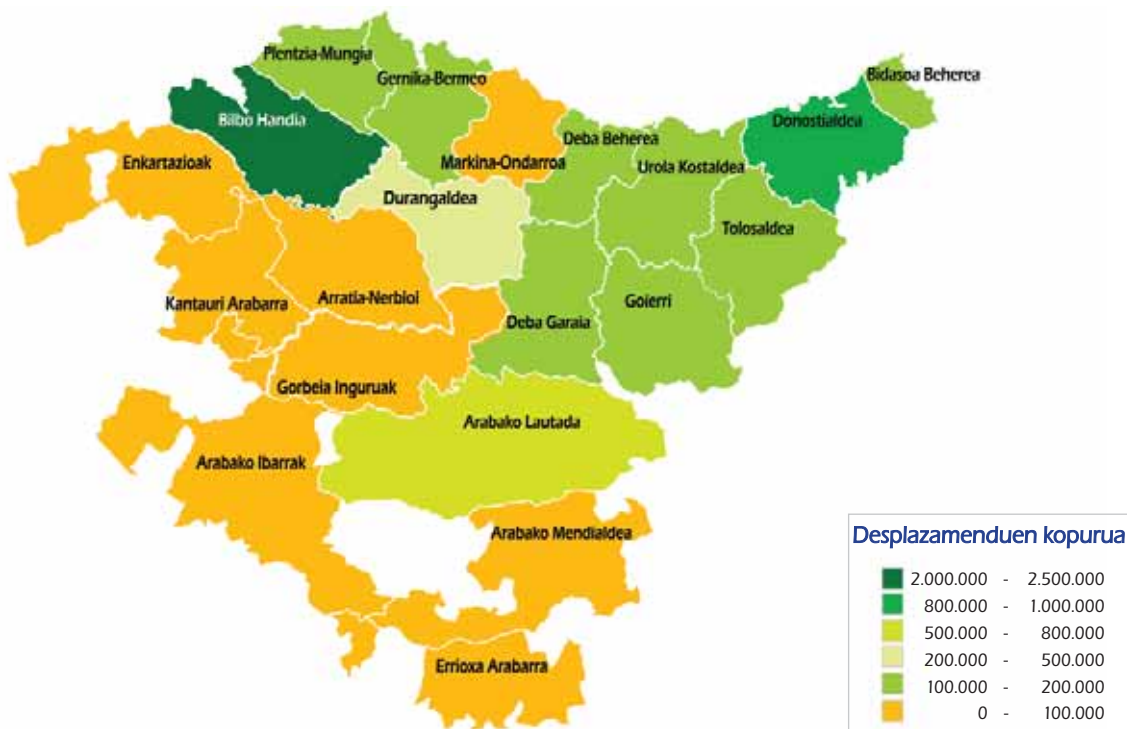 Plentzia-Mungia
Bidasoa Beherea
Gernika-Bermeo
Bilbo Handia
Donostialdea
Deba Beherea
Enkartazioak
Markina-Ondarroa
Urola Kostaldea
Durangaldea
Tolosaldea
Kantauri Arabarra
Arratia-Nerbioi
Goierri
Deba Garaia
Gorbeia Inguruak
Arabako Lautada
Arabako Ibarrak
Arabako Mendialdea
Errioxa Arabarra
Desplazamenduen kopurua
2.000.000 - 2.500.000
800.000 - 1.000.000
500.000 - 800.000
200.000 - 500.000
100.000 - 200.000
0 - 100.000